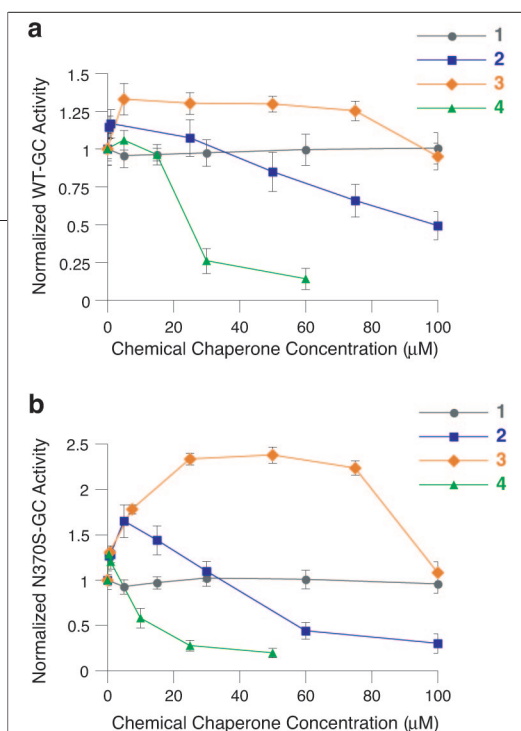 a
1
2
3
4
1.5
1.25
1
0.75
0.5
0.25
0
Normalized WT-GC Activity
0 20 40 60 80 100
Chemical Chaperone Concentration (μM)
b
1
2
3
4
2.5
2
1.5
1
0.5
0
Normalized N370S-GC Activity
0 20 40 60 80 100
Chemical Chaperone Concentration (μM)